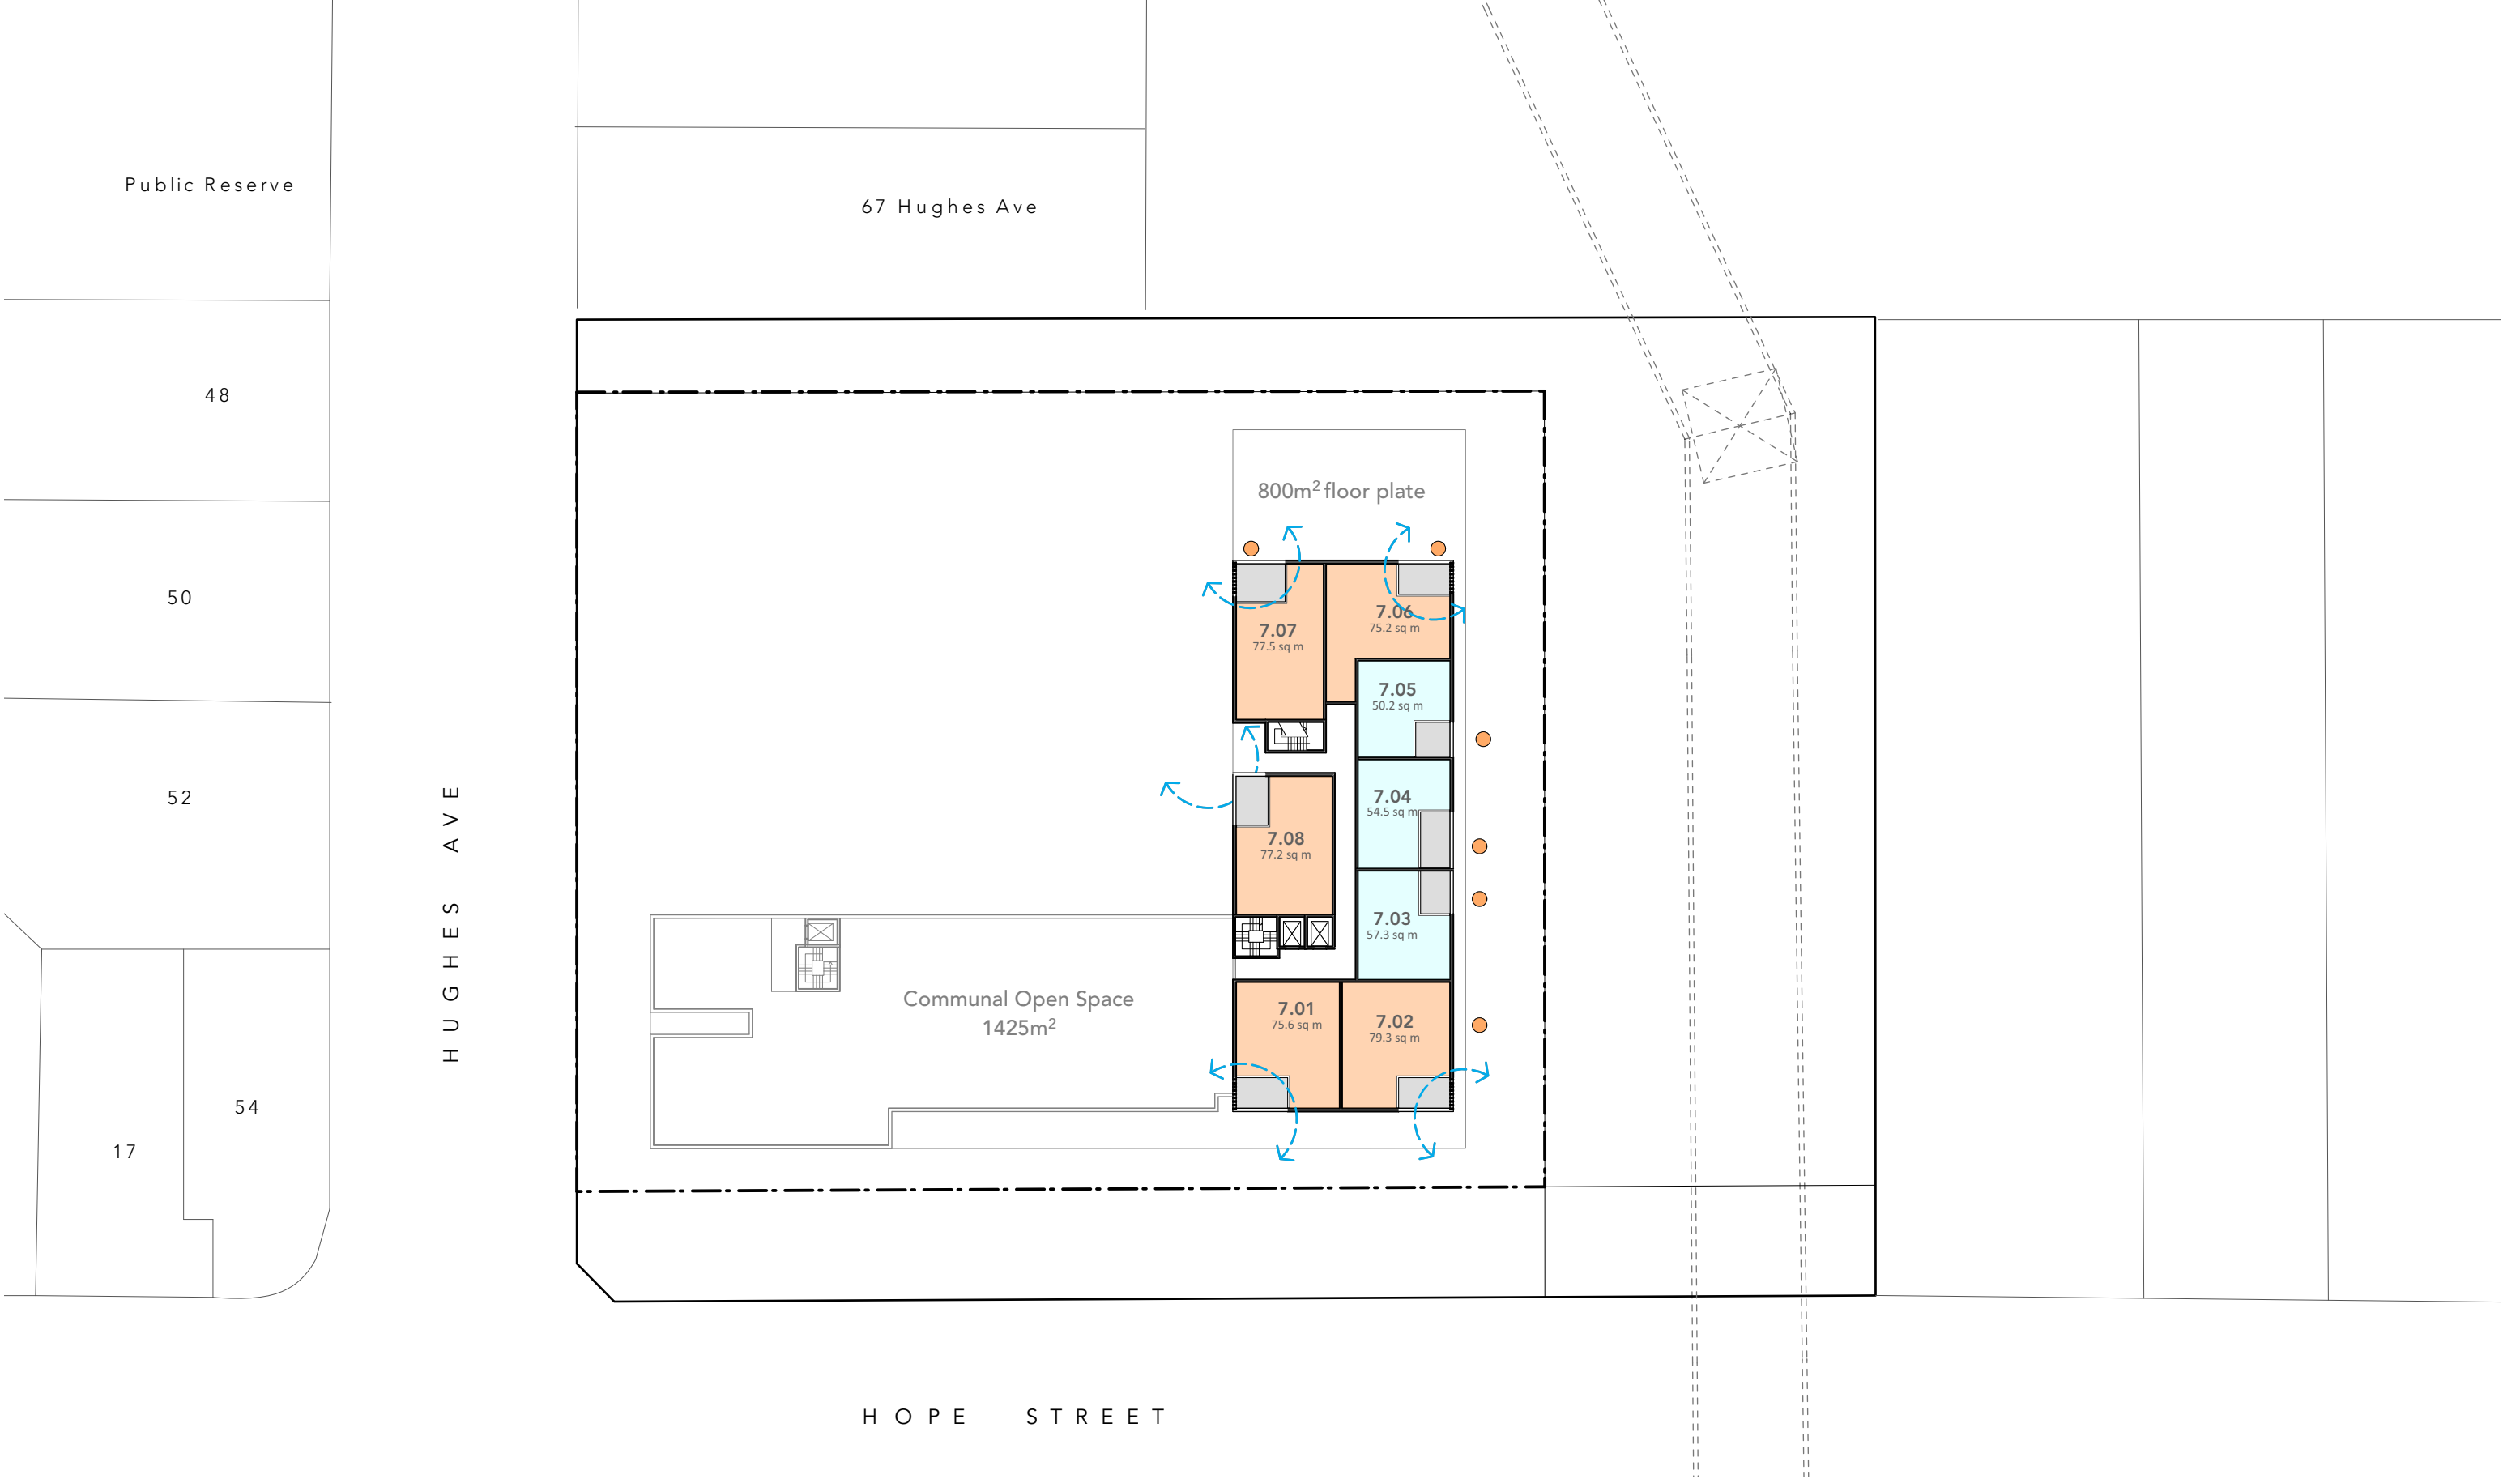 Public Reserve
67 Hughes Ave
48
50
52
17
54
HUGHES AVE
800m² floor plate
7.07
77.5 sq m
7.06
75.2 sq m
7.05
50.2 sq m
7.04
54.5 sq m
7.08
77.2 sq m
7.03
57.3 sq m
7.01
75.6 sq m
7.02
79.3 sq m
Communal Open Space
1425m²
HOPE STREET